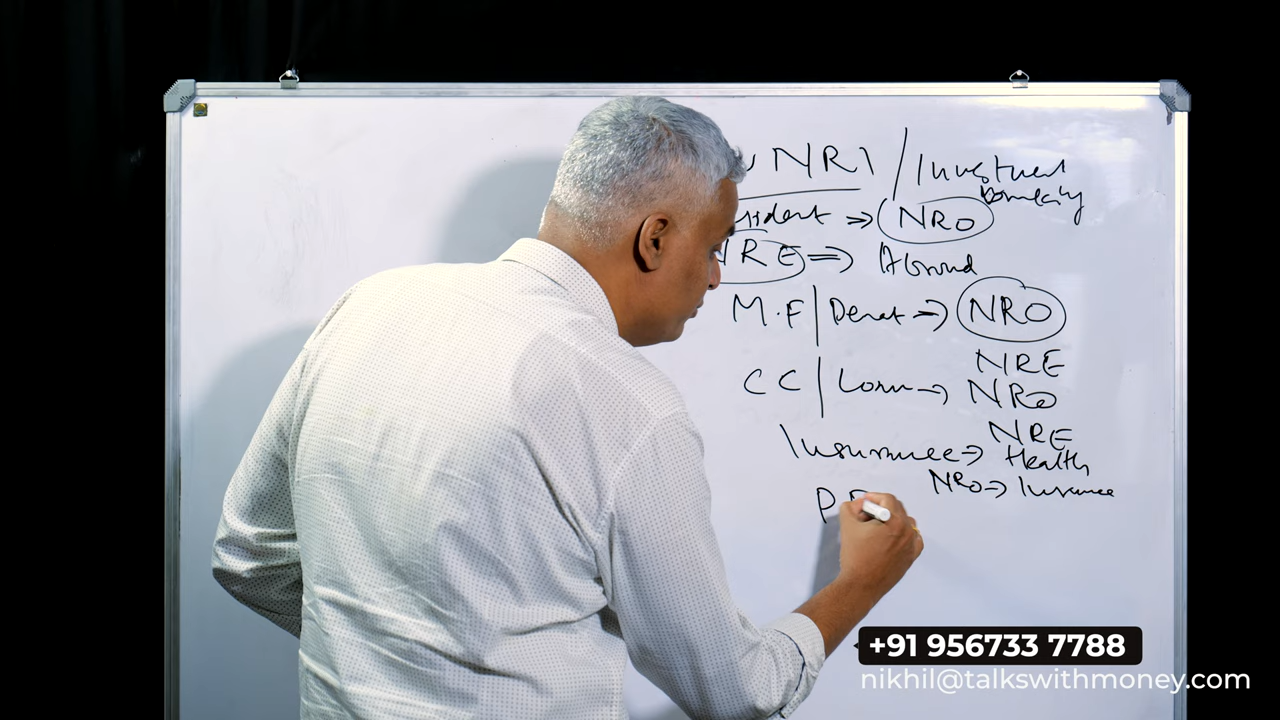 NRI / Investment
Banking
⇒ NRO
NRE ⇒ Abroad
M.F | Demat → NRO
NRE
CC | Loan → NRO
NRE
Insurance → Health
NRO → Insurance
P
+91 956733 7788
nikhil@talkswithmoney.com